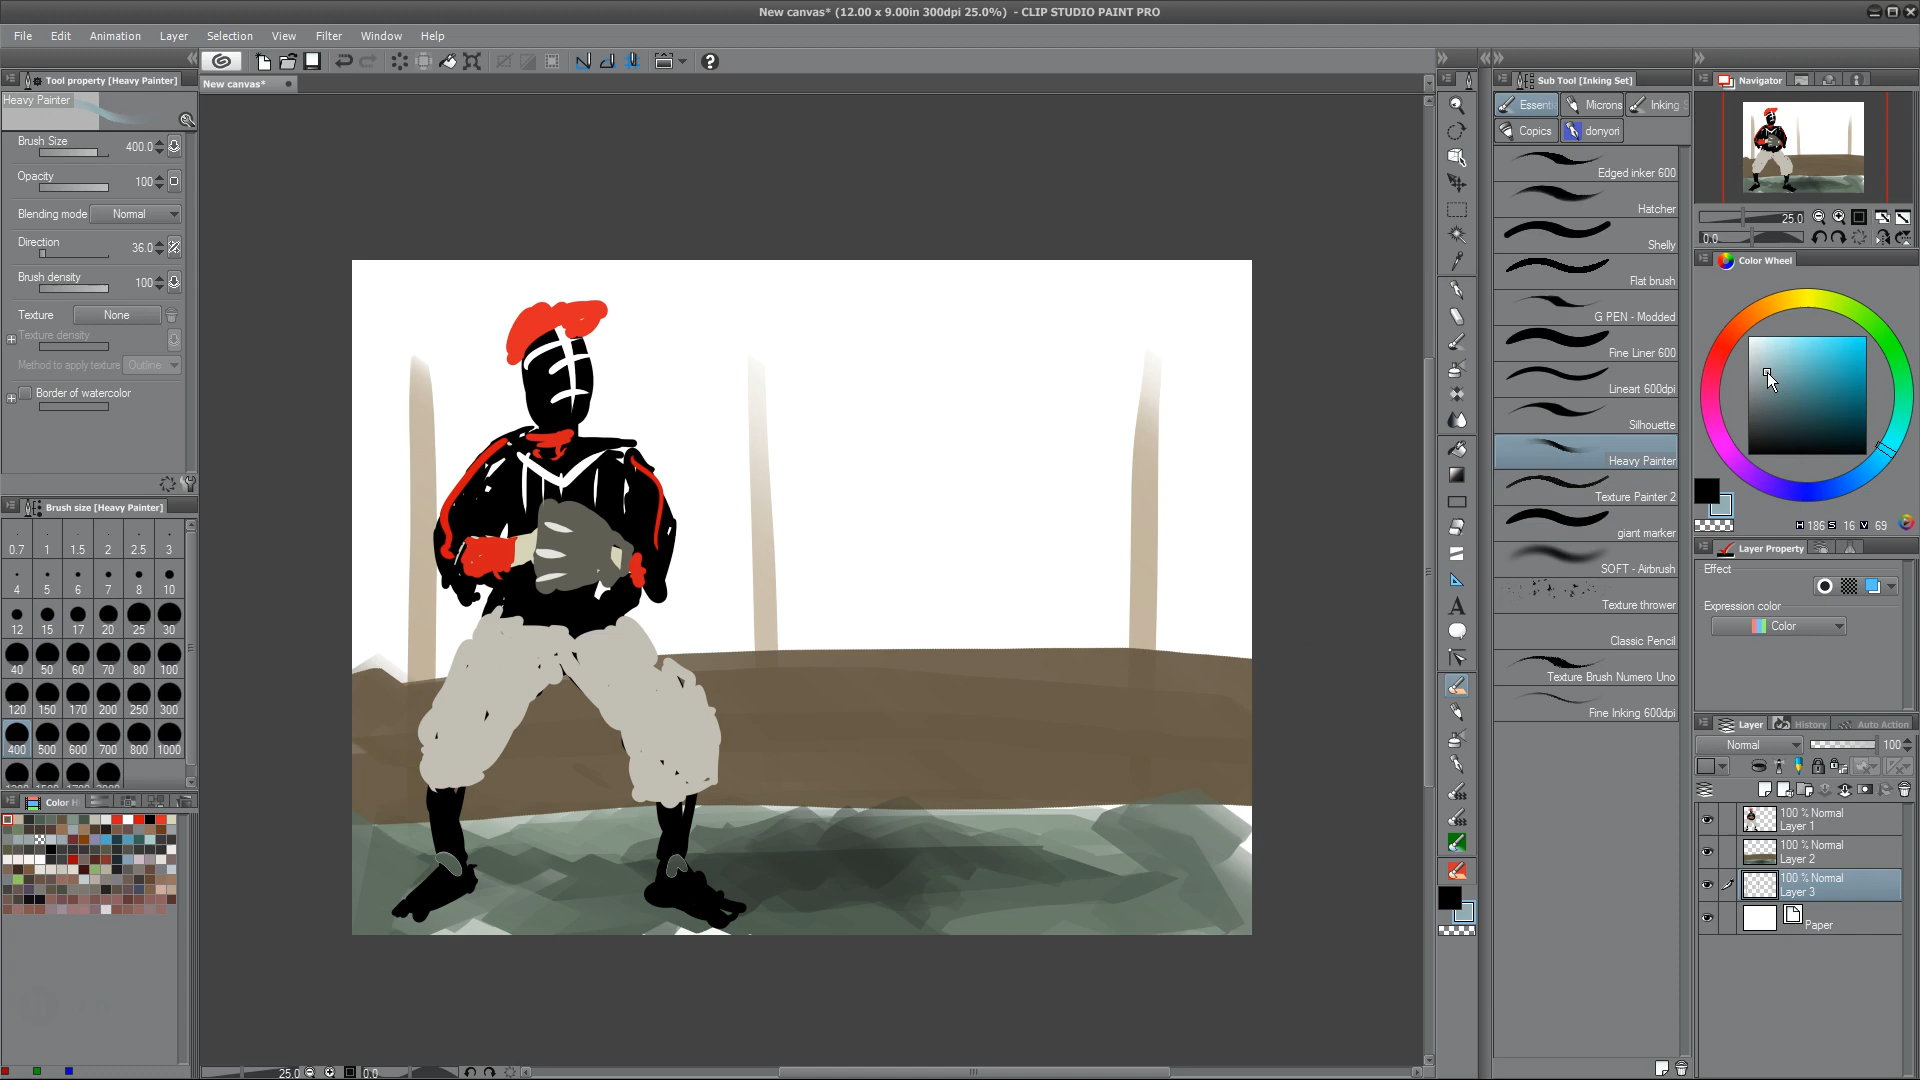 New canvas* (12.00 x 9.00in 300dpi 25.0%)  - CLIP STUDIO PAINT PRO
File Edit Animation Layer Selection View Filter Window Help
Tool property [Heavy Painter]
Heavy Painter
Brush Size 400.0
Opacity 100
Blending mode Normal
Direction 36.0
Brush density 100
Texture None
Texture density
Method to apply texture Outline
Border of watercolor
Brush size [Heavy Painter]
0.7 1 1.5 2 2.5 3
4 5 6 7 8 10
12 15 17 20 25 30
40 50 60 70 80 100
120 150 170 200 250 300
400 500 600 700 800 1000
Color Hi
New canvas*
25.0 0.0
Sub Tool [Inking Set]
Essenti Microns Inking S
Copics donyori
Edged inker 600
Hatcher
Shelly
Flat brush
G PEN - Modded
Fine Liner 600
Lineart 600dpi
Silhouette
Heavy Painter
Texture Painter 2
giant marker
SOFT - Airbrush
Texture thrower
Classic Pencil
Texture Brush Numero Uno
Fine Inking 600dpi
Navigator
25.0
0.0
Color Wheel
H 186 S 16 V 69
Layer Property
Effect
Expression color
Color
Layer History Auto Action
Normal 100
100 % Normal
Layer 1
100 % Normal
Layer 2
100 % Normal
Layer 3
Paper